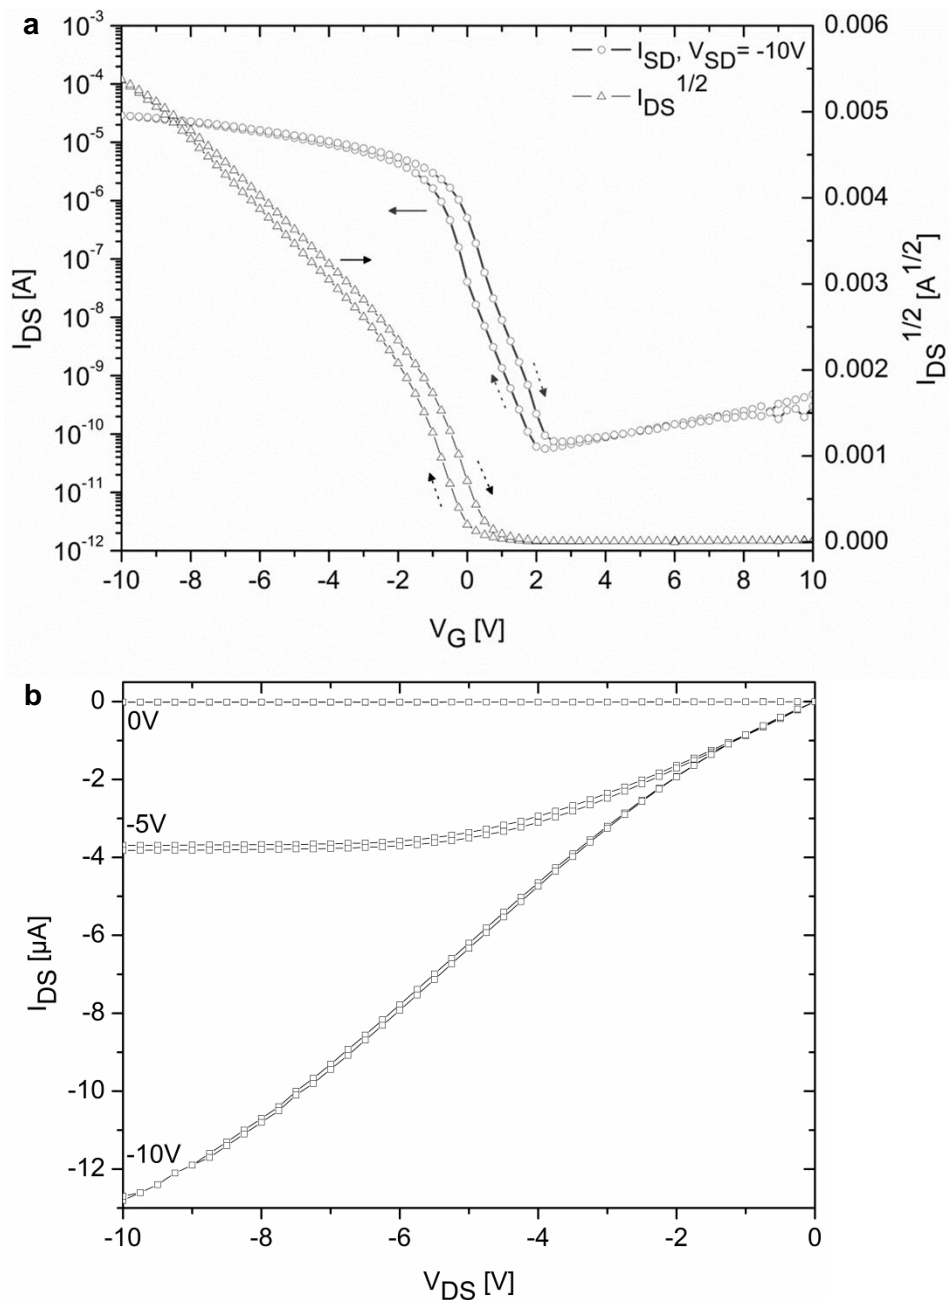 a
10⁻³
10⁻⁴
10⁻⁵
10⁻⁶
10⁻⁷
10⁻⁸
10⁻⁹
10⁻¹⁰
10⁻¹¹
10⁻¹²
I_DS [A]
0.006
0.005
0.004
0.003
0.002
0.001
0.000
I_DS^1/2 [A^1/2]
I_SD, V_SD= -10V
I_DS^1/2
-10 -8 -6 -4 -2 0 2 4 6 8 10
V_G [V]
b
0
-2
-4
-6
-8
-10
-12
I_DS [µA]
0V
-5V
-10V
-10 -8 -6 -4 -2 0
V_DS [V]